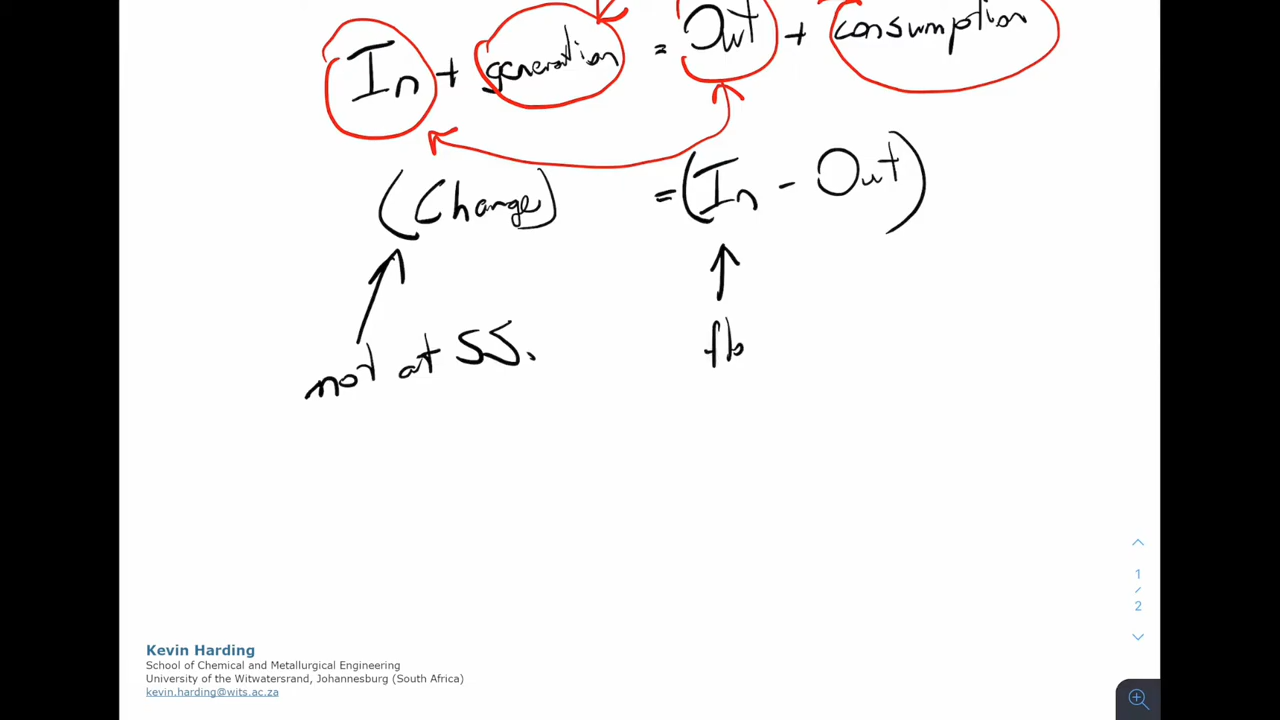 In + generation = Out + consumption
(Change) = (In - Out)
not at SS.
flo
Kevin Harding
School of Chemical and Metallurgical Engineering
University of the Witwatersrand, Johannesburg (South Africa)
kevin.harding@wits.ac.za
1
/
2